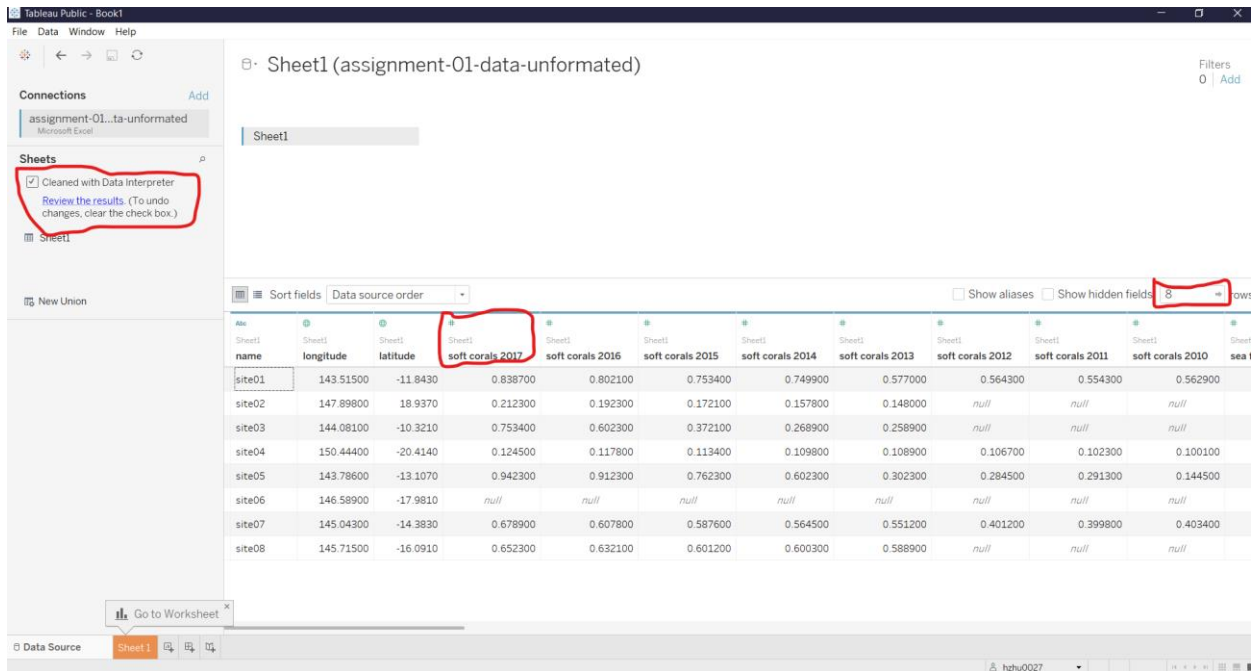 Tableau Public - Book1
File Data Window Help
Connections Add
assignment-01...ta-unformated
Microsoft Excel
Sheets
Cleaned with Data Interpreter
Review the results. (To undo
changes, clear the check box.)
Sheet1
New Union
Sheet1 (assignment-01-data-unformated)
Filters
0 Add
Sheet1
Sort fields Data source order
Show aliases Show hidden fields 8 rows
Abc
Sheet1 Sheet1 Sheet1 Sheet1 Sheet1 Sheet1 Sheet1 Sheet1 Sheet1 Sheet1 Sheet1 Sheet
name longitude latitude soft corals 2017 soft corals 2016 soft corals 2015 soft corals 2014 soft corals 2013 soft corals 2012 soft corals 2011 soft corals 2010 sea
site01 143.51500 -11.8430 0.838700 0.802100 0.753400 0.749900 0.577000 0.564300 0.554300 0.562900
site02 147.89800 18.9370 0.212300 0.192300 0.172100 0.157800 0.148000 null null null
site03 144.08100 -10.3210 0.753400 0.602300 0.372100 0.268900 0.258900 null null null
site04 150.44400 -20.4140 0.124500 0.117800 0.113400 0.109800 0.108900 0.106700 0.102300 0.100100
site05 143.78600 -13.1070 0.942300 0.912300 0.762300 0.602300 0.302300 0.284500 0.291300 0.144500
site06 146.58900 -17.9810 null null null null null null null null
site07 145.04300 -14.3830 0.678900 0.607800 0.587600 0.564500 0.551200 0.401200 0.399800 0.403400
site08 145.71500 -16.0910 0.652300 0.632100 0.601200 0.600300 0.588900 null null null
Go to Worksheet
Data Source Sheet 1
hzhu0027